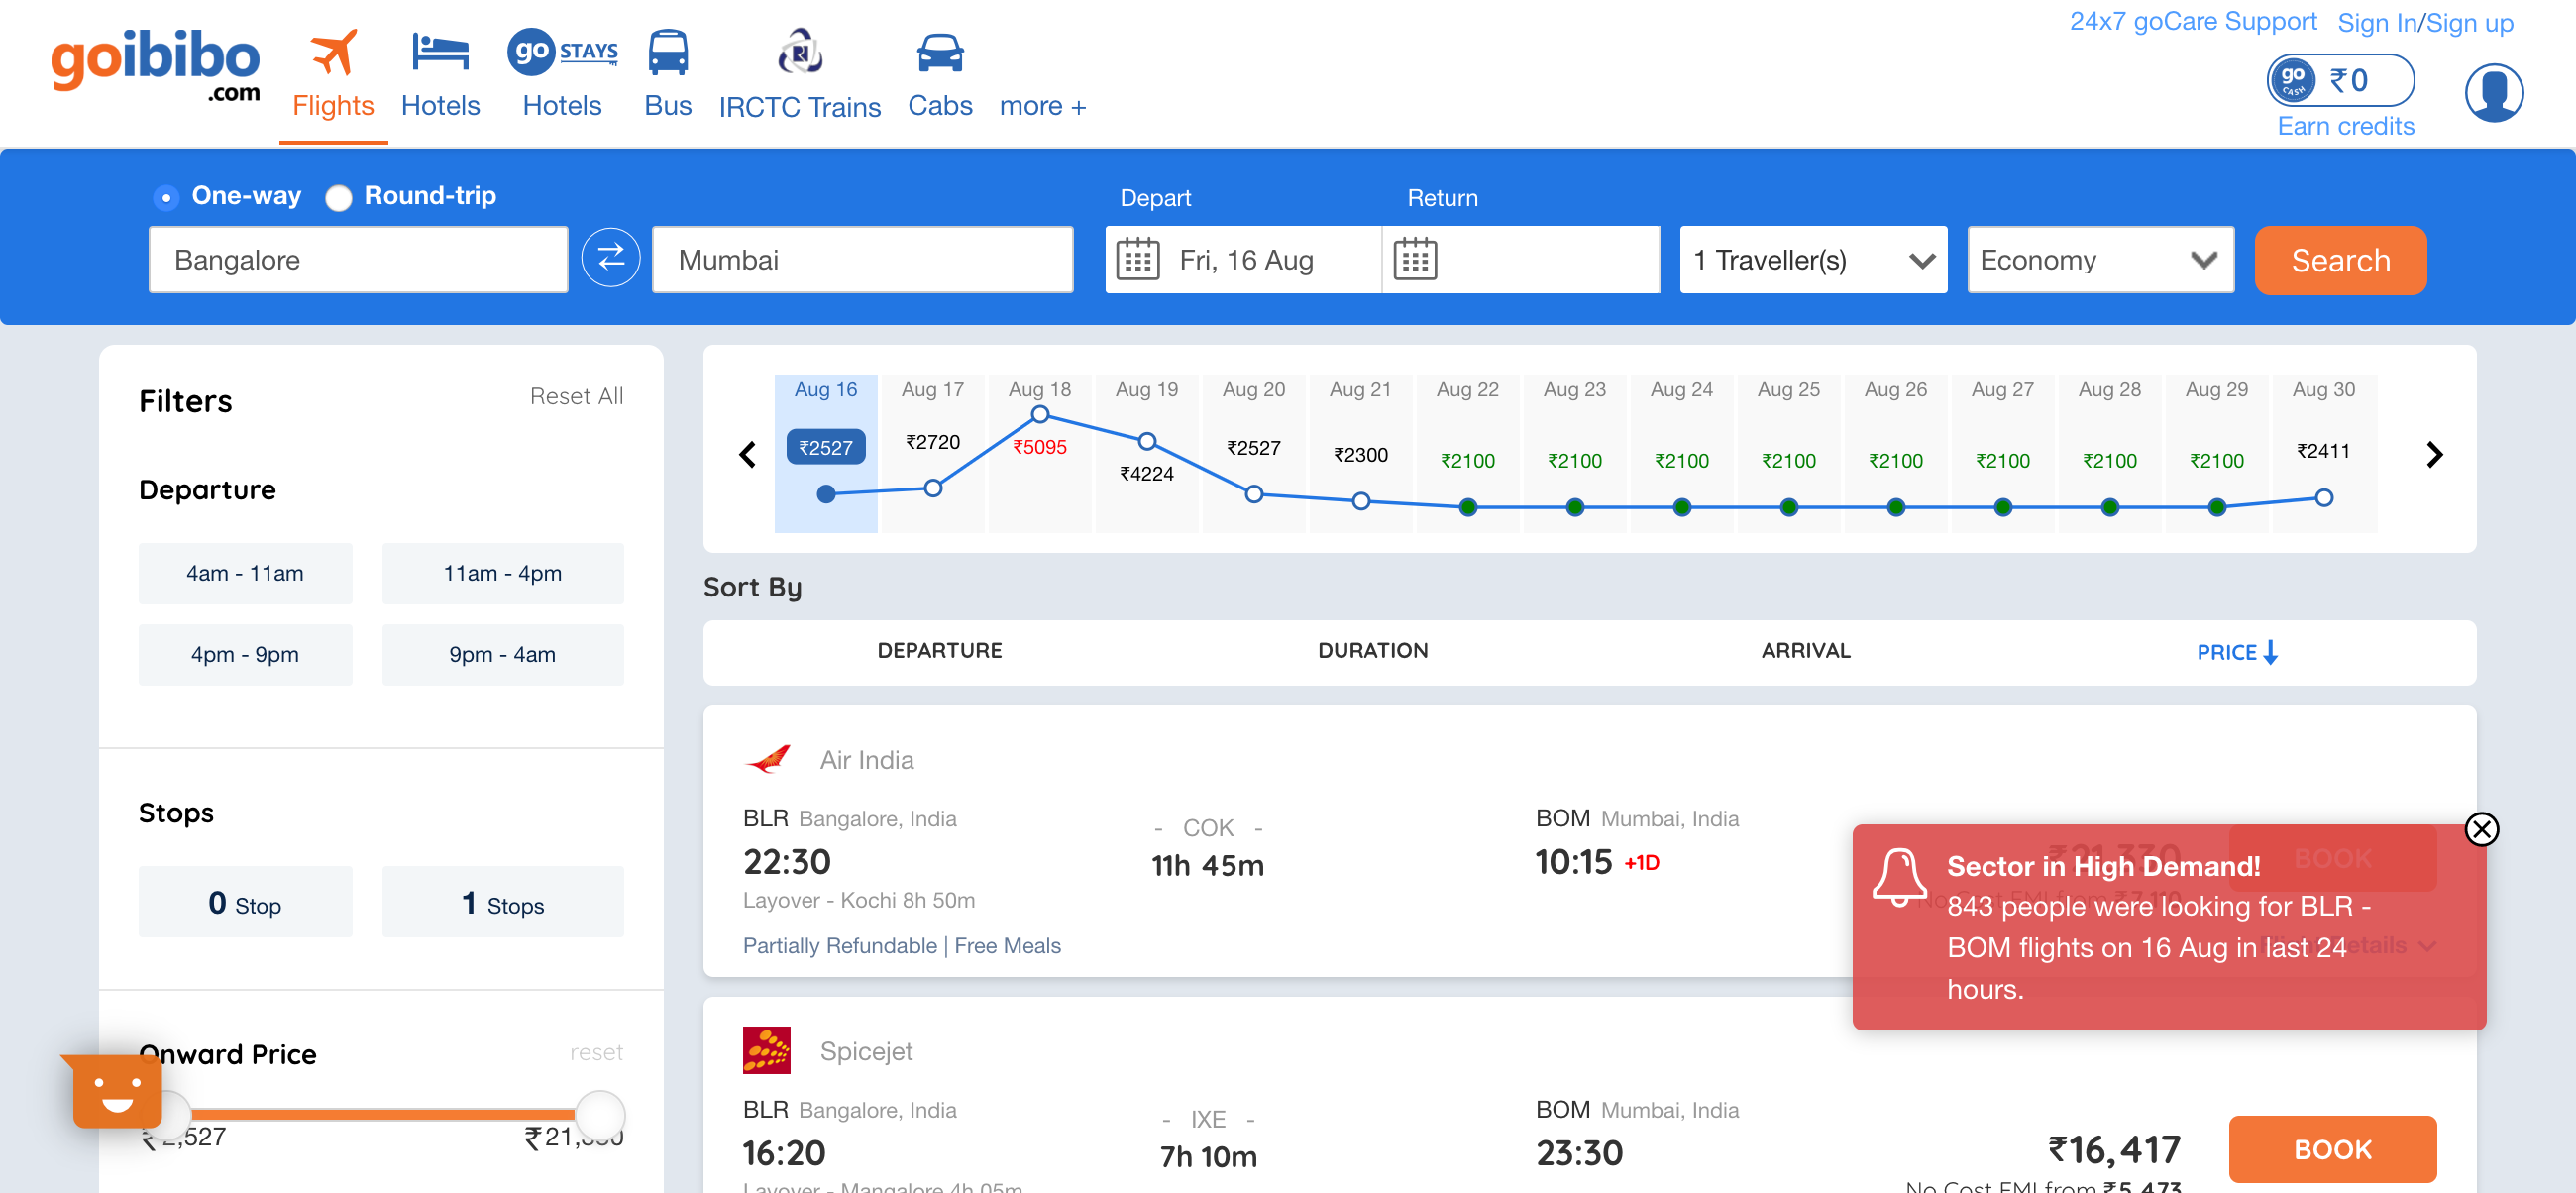 24x7 goCare Support Sign In/Sign up
goibibo
.com
Flights
Hotels
go STAYS
Hotels
Bus
IRCTC Trains
Cabs
more +
go CASH ₹0
Earn credits
One-way Round-trip
Depart Return
Bangalore
Mumbai
Fri, 16 Aug
1 Traveller(s)
Economy
Search
Filters Reset All
Departure
4am - 11am 11am - 4pm
4pm - 9pm 9pm - 4am
Stops
0 Stop 1 Stops
Onward Price reset
Aug 16 Aug 17 Aug 18 Aug 19 Aug 20 Aug 21 Aug 22 Aug 23 Aug 24 Aug 25 Aug 26 Aug 27 Aug 28 Aug 29 Aug 30
₹2527 ₹2720 ₹5095 ₹4224 ₹2527 ₹2300 ₹2100 ₹2100 ₹2100 ₹2100 ₹2100 ₹2100 ₹2100 ₹2100 ₹2411
Sort By
DEPARTURE DURATION ARRIVAL PRICE
Air India
BLR Bangalore, India - COK - BOM Mumbai, India
22:30 11h 45m 10:15 +1D
₹21,330 BOOK
Layover - Kochi 8h 50m
Partially Refundable | Free Meals
Sector in High Demand!
843 people were looking for BLR -
BOM flights on 16 Aug in last 24
hours.
Spicejet
BLR Bangalore, India - IXE - BOM Mumbai, India
16:20 7h 10m 23:30
₹16,417 BOOK
Layover - Mangalore 4h 05m
No Cost EMI from ₹5,473